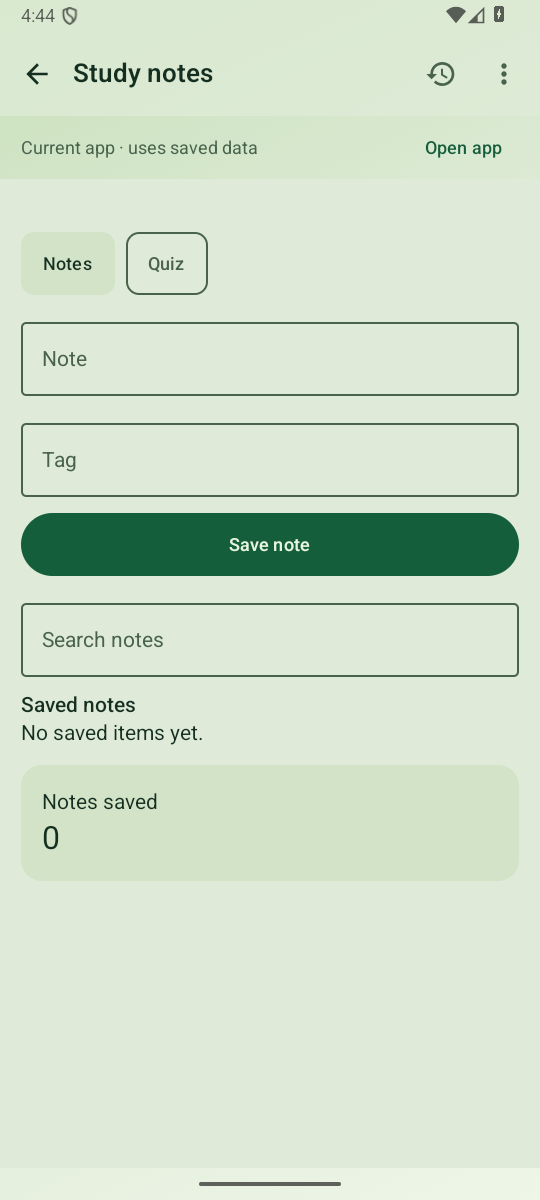 4:44
Study notes
Current app · uses saved data
Open app
Notes
Quiz
Note
Tag
Save note
Search notes
Saved notes
No saved items yet.
Notes saved
0